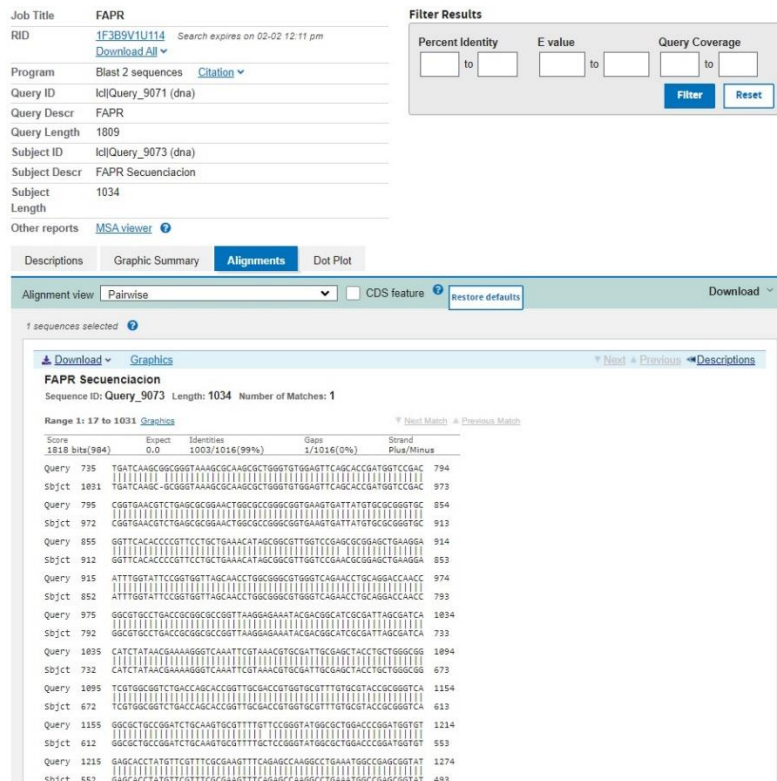 Job Title FAPR
RID 1F3B9V1U114 Search expires on 02-02 12:11 pm
Download All
Program Blast 2 sequences Citation
Query ID lcl|Query_9071 (dna)
Query Descr FAPR
Query Length 1809
Subject ID lcl|Query_9073 (dna)
Subject Descr FAPR Secuenciacion
Subject Length 1034
Other reports MSA viewer ?
Filter Results
Percent Identity E value Query Coverage
to to to
Filter Reset
Descriptions Graphic Summary Alignments Dot Plot
Alignment view Pairwise CDS feature ? Restore defaults Download
1 sequences selected ?
Download Graphics Next Previous Descriptions
FAPR Secuenciacion
Sequence ID: Query_9073 Length: 1034 Number of Matches: 1
Range 1: 17 to 1031 Graphics Next Match Previous Match
Score Expect Identities Gaps Strand
1818 bits(984) 0.0 1003/1016(99%) 1/1016(0%) Plus/Minus
Query 735 TGATCAAGCGGCGGGTAAAGCGCAAGCGCTGGGTGTGGAGTTCAGCACCGATGGTCCGAC 794
Sbjct 1031 TGATCAAGC-GCGGGTAAAGCGCAAGCGCTGGGTGTGGAGTTCAGCACCGATGGTCCGAC 973
Query 795 CGGTGAACGTCTGAGCGCGGAACTGGCGCCGGGCGGTGAAGTGATTATGTGCGCGGGTGC 854
Sbjct 972 CGGTGAACGTCTGAGCGCGGAACTGGCGCCGGGCGGTGAAGTGATTATGTGCGCGGGTGC 913
Query 855 GGTTCACACCCCGTTCCTGCTGAAACATAGCGGCGTTGGTCCGAGCGCGGAGCTGAAGGA 914
Sbjct 912 GGTTCACACCCCGTTCCTGCTGAAACATAGCGGCGTTGGTCCGAACGCGGAGCTGAAGGA 853
Query 915 ATTTGGTATTCCGGTGGTTAGCAACCTGGCGGGCGTGGGTCAGAACCTGCAGGACCAACC 974
Sbjct 852 ATTTGGTATTCCGGTGGTTAGCAACCTGGCGGGCGTGGGTCAGAACCTGCAGGACCAACC 793
Query 975 GGCGTGCCTGACCGCGGCGCCGGTTAAGGAGAAATACGACGGCATCGCGATTAGCGATCA 1034
Sbjct 792 GGCGTGCCTGACCGCGGCGCCGGTTAAGGAGAAATACGACGGCATCGCGATTAGCGATCA 733
Query 1035 CATCTATAACGAAAAGGGTCAAATTCGTAAACGTGCGATTGCGAGCTACCTGCTGGGCGG 1094
Sbjct 732 CATCTATAACGAAAAGGGTCAAATTCGTAAACGTGCGATTGCGAGCTACCTGCTGGGCGG 673
Query 1095 TCGTGGCGGTCTGACCAGCACCGGTTGCGACCGTGGTGCGTTTGTGCGTACCGCGGGTCA 1154
Sbjct 672 TCGTGGCGGTCTGACCAGCACCGGTTGCGACCGTGGTGCGTTTGTGCGTACCGCGGGTCA 613
Query 1155 GGCGCTGCCGGATCTGCAAGTGCGTTTTGTTCCGGGTATGGCGCTGGACCCGGATGGTGT 1214
Sbjct 612 GGCGCTGCCGGATCTGCAAGTGCGTTTTGCTCCGGGTATGGCGCTGGACCCGGATGGTGT 553
Query 1215 GAGCACCTATGTTCGTTTCGCGAAGTTTCAGAGCCAAGGCCTGAAATGGCCGAGCGGTAT 1274
Sbjct 552 GAGCACCTATGTTCGTTTCGCGAAGTTTCAGAGCCAAGGCCTGAAATGGCCGAGCGGTAT 493